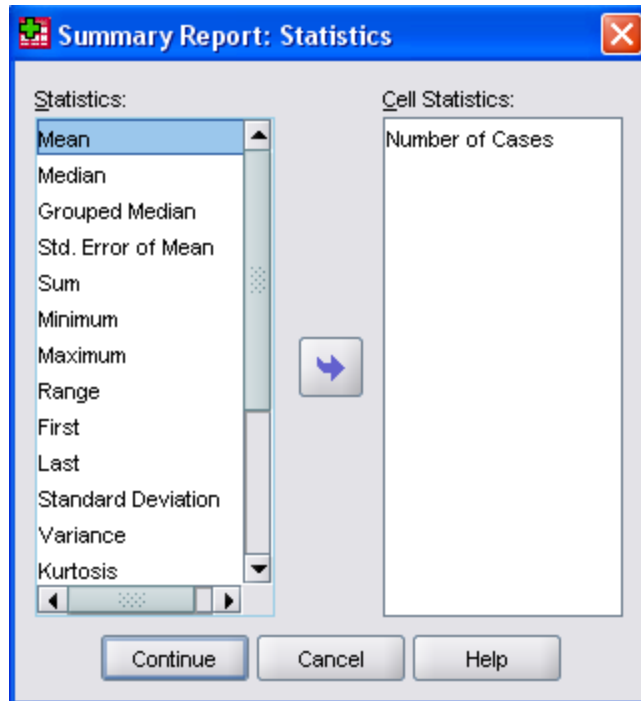 Summary Report: Statistics
Statistics:
Mean
Median
Grouped Median
Std. Error of Mean
Sum
Minimum
Maximum
Range
First
Last
Standard Deviation
Variance
Kurtosis
Cell Statistics:
Number of Cases
Continue
Cancel
Help